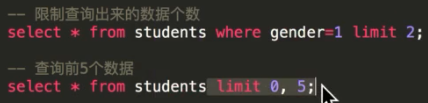 -- 限制查询出来的数据个数
select * from students where gender=1 limit 2;
-- 查询前5个数据
select * from students limit 0, 5;